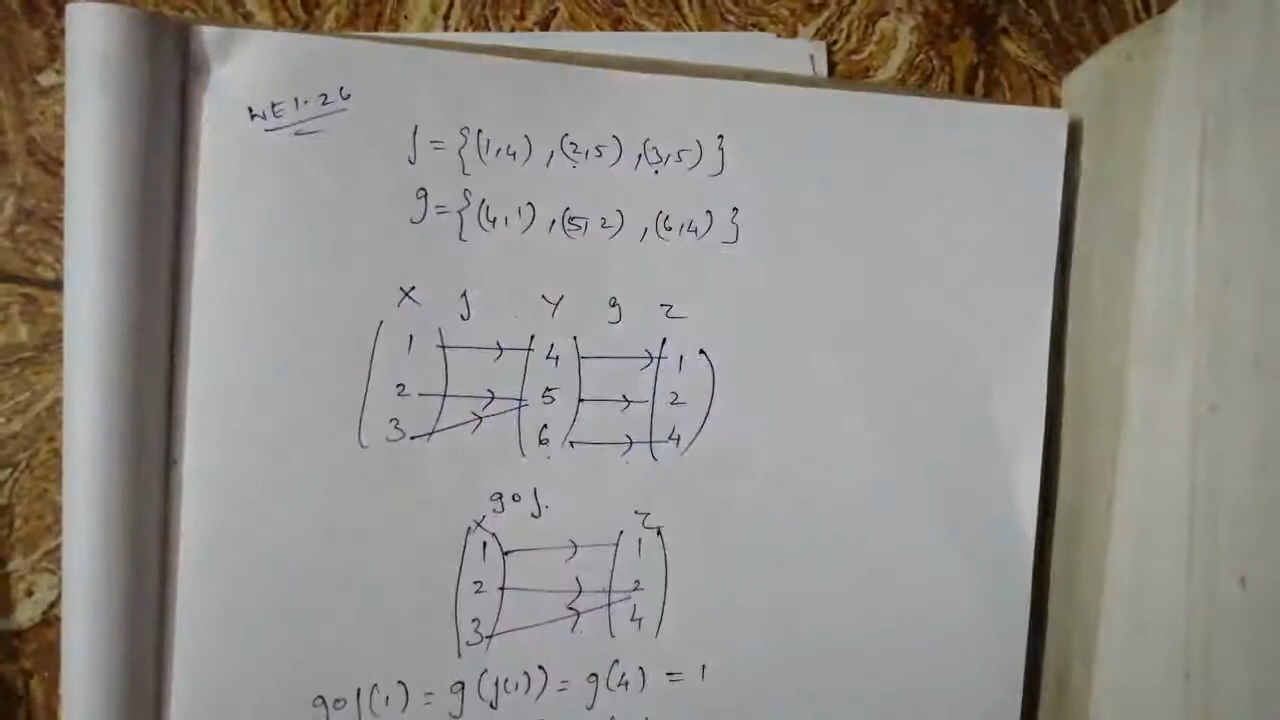 WE 1.26
f = {(1,4), (2,5), (3,5)}
g = {(4,1), (5,2), (6,4)}
X f Y g Z
1 4 1
2 5 2
3 6 4
gof.
X Z
1 1
2 2
3 4
gof(1) = g(f(1)) = g(4) = 1